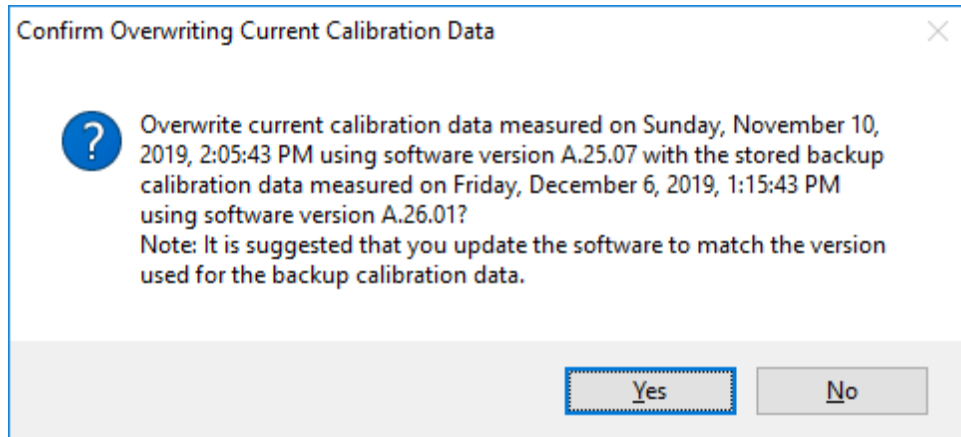 Confirm Overwriting Current Calibration Data
Overwrite current calibration data measured on Sunday, November 10,
2019, 2:05:43 PM using software version A.25.07 with the stored backup
calibration data measured on Friday, December 6, 2019, 1:15:43 PM
using software version A.26.01?
Note: It is suggested that you update the software to match the version
used for the backup calibration data.
Yes
No